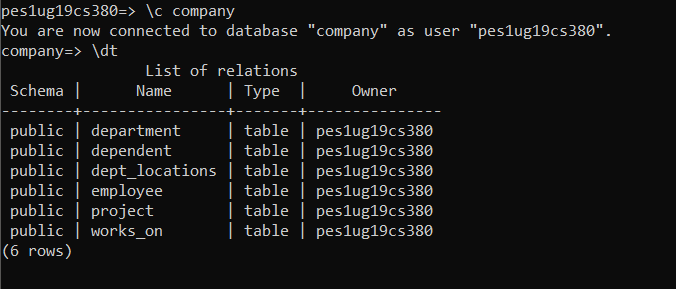 pes1ug19cs380=> \c company
You are now connected to database "company" as user "pes1ug19cs380".
company=> \dt
              List of relations
 Schema |      Name      | Type  |     Owner
--------+----------------+-------+---------------
 public | department     | table | pes1ug19cs380
 public | dependent      | table | pes1ug19cs380
 public | dept_locations | table | pes1ug19cs380
 public | employee       | table | pes1ug19cs380
 public | project        | table | pes1ug19cs380
 public | works_on       | table | pes1ug19cs380
(6 rows)